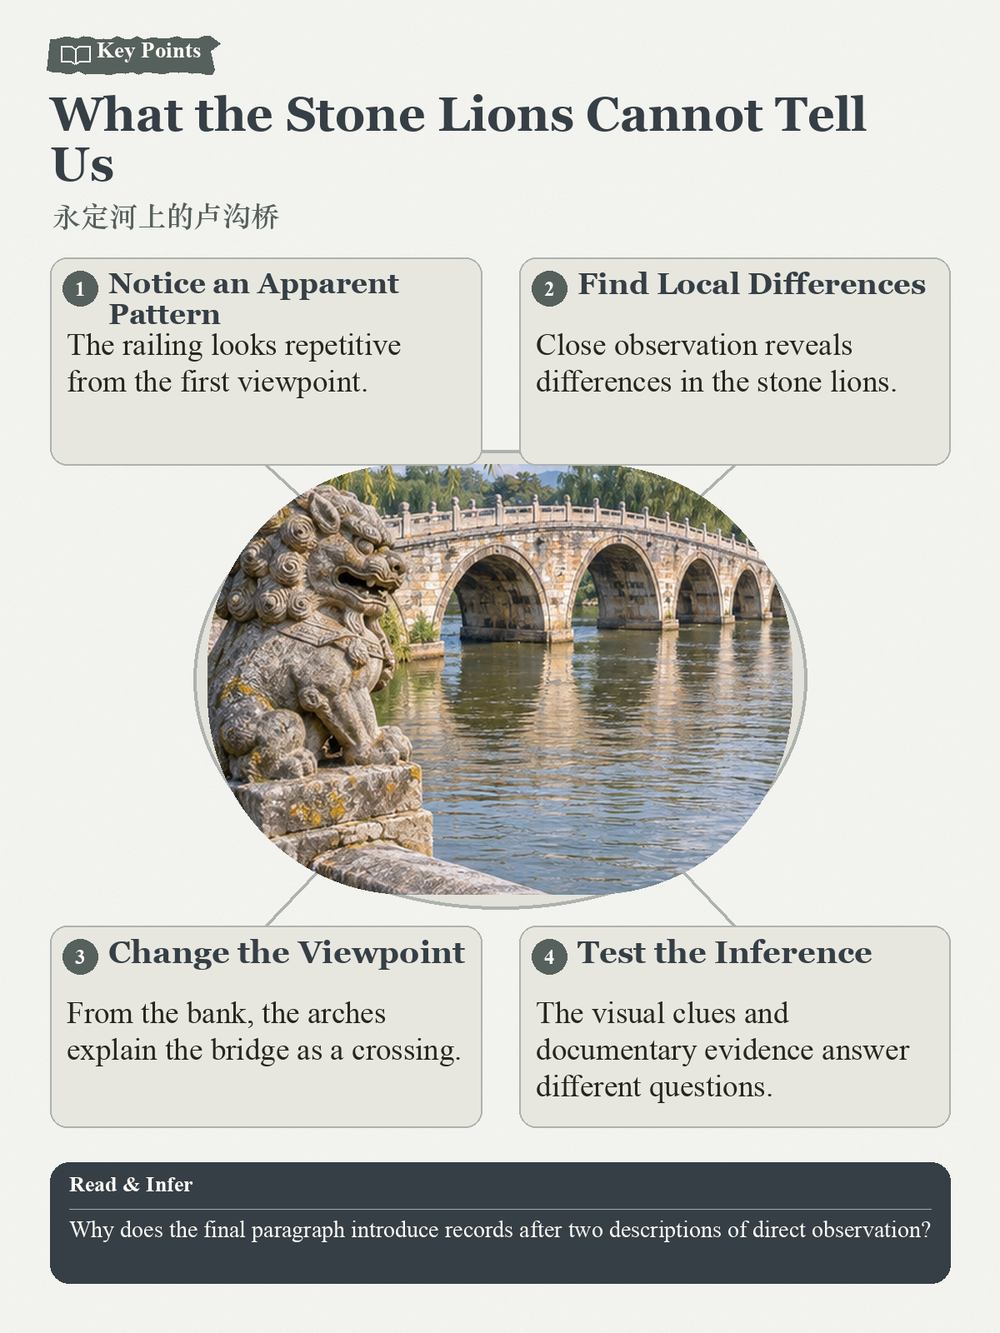 Key Points
What the Stone Lions Cannot Tell
Us
永定河上的卢沟桥
1 Notice an Apparent
Pattern
The railing looks repetitive
from the first viewpoint.
2 Find Local Differences
Close observation reveals
differences in the stone lions.
3 Change the Viewpoint
From the bank, the arches
explain the bridge as a crossing.
4 Test the Inference
The visual clues and
documentary evidence answer
different questions.
Read & Infer
Why does the final paragraph introduce records after two descriptions of direct observation?